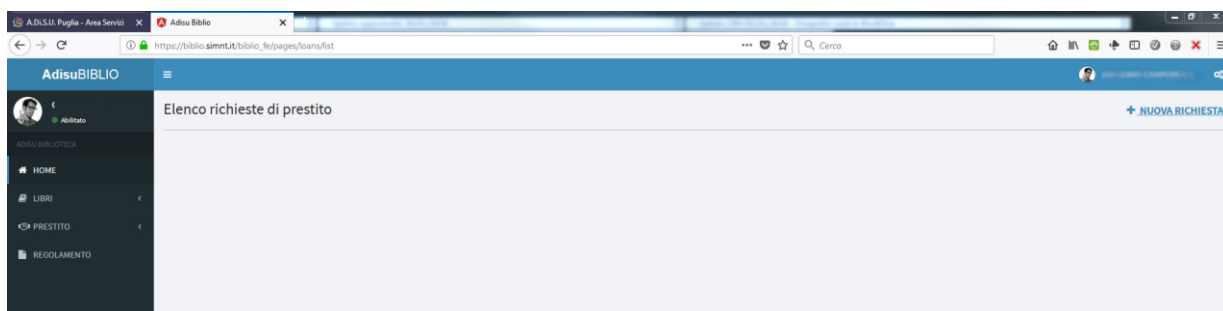 A.Di.S.U. Puglia - Area Servizi
Adisu Biblio
https://biblio.simnt.it/biblio_fe/pages/loans/list
Cerca
AdisuBIBLIO
Abilitato
Elenco richieste di prestito
+ NUOVA RICHIESTA
ADISU BIBLIOTECA
HOME
LIBRI
PRESTITO
REGOLAMENTO